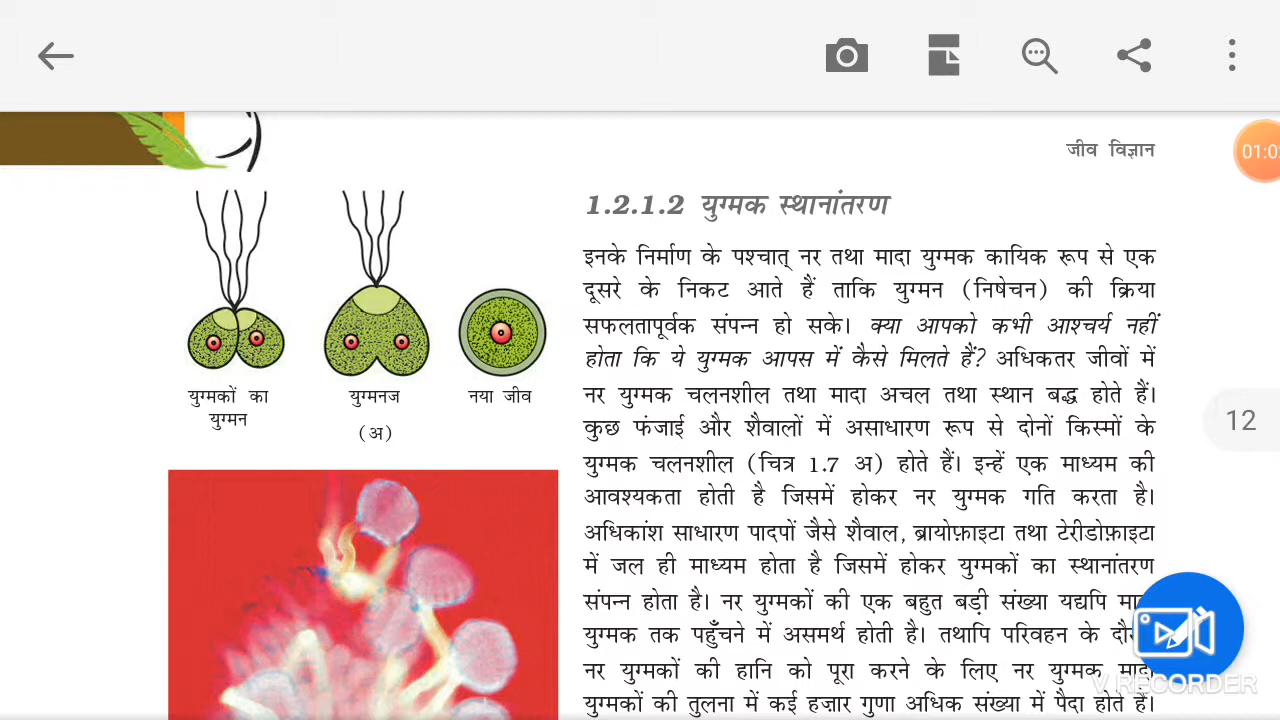 01:0
जीव विज्ञान
1.2.1.2 युग्मक स्थानांतरण
इनके निर्माण के पश्चात् नर तथा मादा युग्मक कायिक रूप से एक
दूसरे के निकट आते हैं ताकि युग्मन (निषेचन) की क्रिया
सफलतापूर्वक संपन्न हो सके। क्या आपको कभी आश्चर्य नहीं
होता कि ये युग्मक आपस में कैसे मिलते हैं? अधिकतर जीवों में
नर युग्मक चलनशील तथा मादा अचल तथा स्थान बद्ध होते हैं।
कुछ फंजाई और शैवालों में असाधारण रूप से दोनों किस्मों के
युग्मक चलनशील (चित्र 1.7 अ) होते हैं। इन्हें एक माध्यम की
आवश्यकता होती है जिसमें होकर नर युग्मक गति करता है।
अधिकांश साधारण पादपों जैसे शैवाल, ब्रायोफ़ाइटा तथा टेरीडोफ़ाइटा
में जल ही माध्यम होता है जिसमें होकर युग्मकों का स्थानांतरण
संपन्न होता है। नर युग्मकों की एक बहुत बड़ी संख्या यद्यपि
युग्मक तक पहुँचने में असमर्थ होती है। तथापि परिवहन के
नर युग्मकों की हानि को पूरा करने के लिए नर युग्मक, मादा
युग्मकों की तुलना में कई हज़ार गुणा अधिक संख्या में पैदा होते हैं।
युग्मकों का
युग्मन
युग्मनज
नया जीव
(अ)
12
V RECORDER